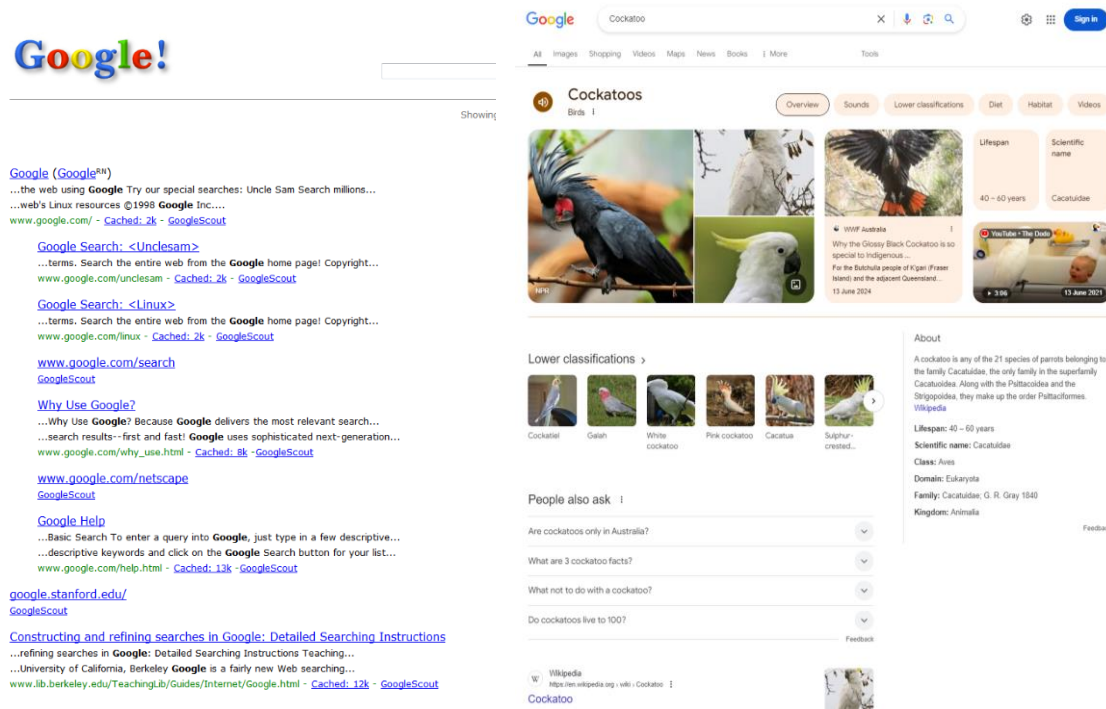 Google!
Showing
Google (GoogleRN)
...the web using Google Try our special searches: Uncle Sam Search millions...
...web's Linux resources ©1998 Google Inc....
www.google.com/ - Cached: 2k - GoogleScout
Google Search: <Unclesam>
...terms. Search the entire web from the Google home page! Copyright...
www.google.com/unclesam - Cached: 2k - GoogleScout
Google Search: <Linux>
...terms. Search the entire web from the Google home page! Copyright...
www.google.com/linux - Cached: 2k - GoogleScout
www.google.com/search
GoogleScout
Why Use Google?
...Why Use Google? Because Google delivers the most relevant search...
...search results--first and fast! Google uses sophisticated next-generation...
www.google.com/why_use.html - Cached: 8k -GoogleScout
www.google.com/netscape
GoogleScout
Google Help
...Basic Search To enter a query into Google, just type in a few descriptive...
...descriptive keywords and click on the Google Search button for your list...
www.google.com/help.html - Cached: 13k -GoogleScout
google.stanford.edu/
GoogleScout
Constructing and refining searches in Google: Detailed Searching Instructions
...refining searches in Google: Detailed Searching Instructions Teaching...
...University of California, Berkeley Google is a fairly new Web searching...
www.lib.berkeley.edu/TeachingLib/Guides/Internet/Google.html - Cached: 12k - GoogleScout
Google Cockatoo Sign in
All Images Shopping Videos Maps News Books More Tools
Cockatoos
Birds
Overview Sounds Lower classifications Diet Habitat Videos
NPR
WWF Australia
Why the Glossy Black Cockatoo is so
special to Indigenous ...
For the Butchulla people of K'gari (Fraser
Island) and the adjacent Queensland...
13 June 2024
Lifespan
40 – 60 years
Scientific
name
Cacatuidae
YouTube • The Dodo
3:06 13 June 2021
Lower classifications
Cockatiel
Galah
White
cockatoo
Pink cockatoo
Cacatua
Sulphur-
crested...
People also ask
Are cockatoos only in Australia?
What are 3 cockatoo facts?
What not to do with a cockatoo?
Do cockatoos live to 100?
Feedback
W Wikipedia
https://en.wikipedia.org › wiki › Cockatoo
Cockatoo
About
A cockatoo is any of the 21 species of parrots belonging to
the family Cacatuidae, the only family in the superfamily
Cacatuoidea. Along with the Psittacoidea and the
Strigopoidea, they make up the order Psittaciformes.
Wikipedia
Lifespan: 40 – 60 years
Scientific name: Cacatuidae
Class: Aves
Domain: Eukaryota
Family: Cacatuidae; G. R. Gray 1840
Kingdom: Animalia
Feedba